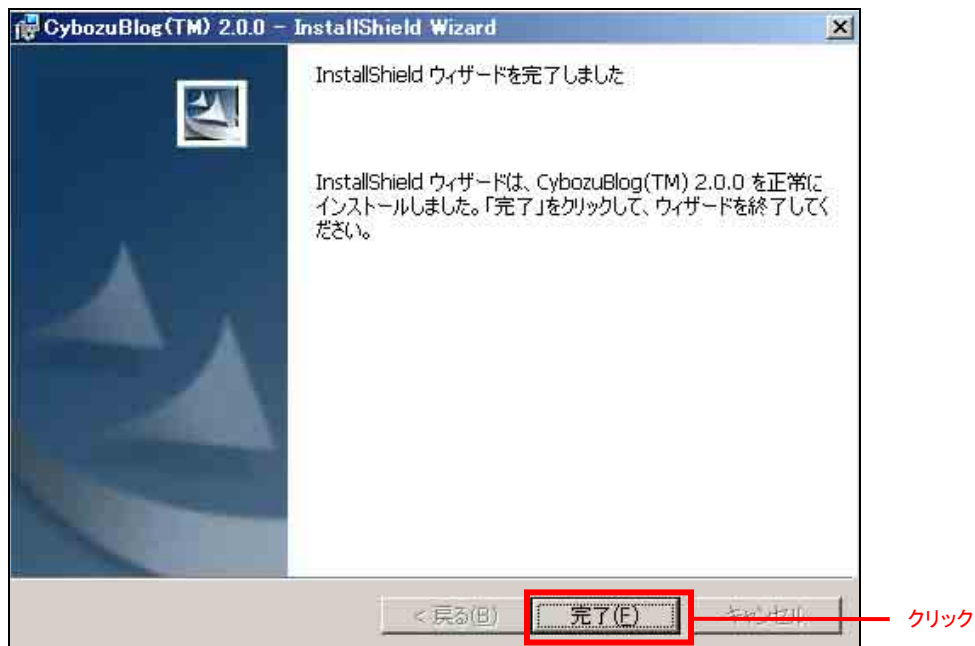 CybozuBlog(TM) 2.0.0 - InstallShield Wizard
InstallShield ウィザードを完了しました
InstallShield ウィザードは、CybozuBlog(TM) 2.0.0 を正常に
インストールしました。「完了」をクリックして、ウィザードを終了してく
ださい。
< 戻る(B)
完了(F)
キャンセル
クリック